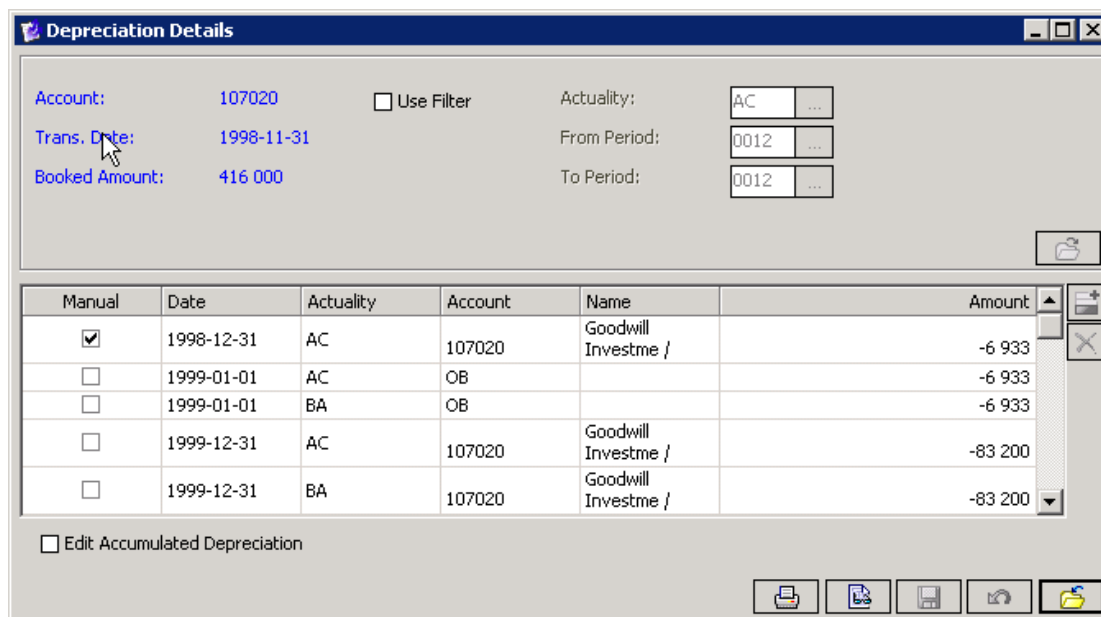 Depreciation Details
Account: 107020 Use Filter Actuality: AC ...
Trans. Date: 1998-11-31 From Period: 0012 ...
Booked Amount: 416 000 To Period: 0012 ...
Manual Date Actuality Account Name Amount
1998-12-31 AC 107020 Goodwill
Investme / -6 933
1999-01-01 AC OB -6 933
1999-01-01 BA OB -6 933
1999-12-31 AC 107020 Goodwill
Investme / -83 200
1999-12-31 BA 107020 Goodwill
Investme / -83 200
Edit Accumulated Depreciation